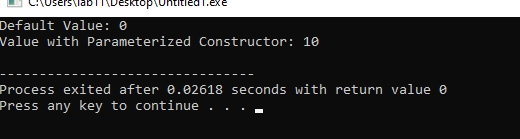 C:\Users\lab11\Desktop\Untitled1.exe
Default Value: 0
Value with Parameterized Constructor: 10
--------------------------------
Process exited after 0.02618 seconds with return value 0
Press any key to continue . . .